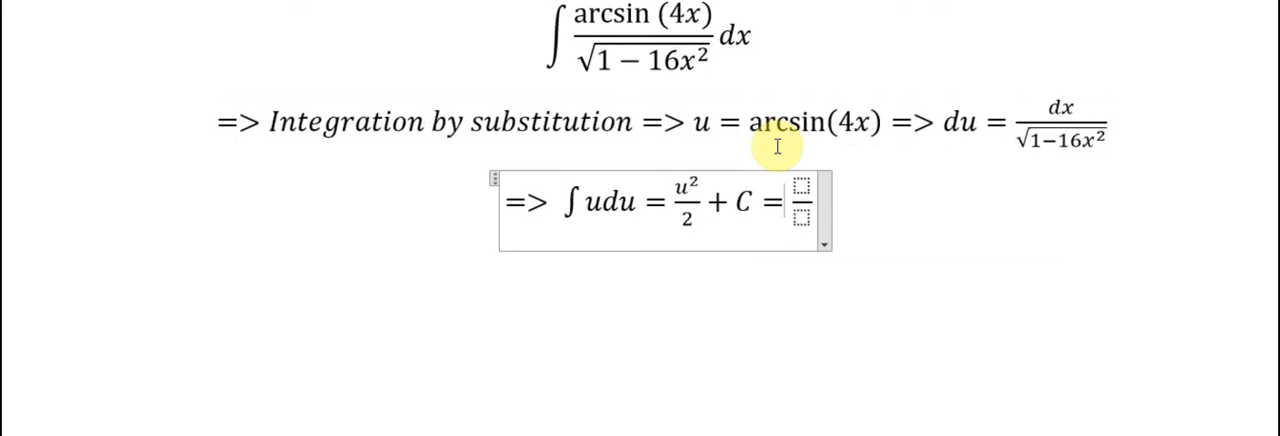 ∫ arcsin (4x) / √1 − 16x² dx
=> Integration by substitution => u = arcsin(4x) => du = dx / √1−16x²
=> ∫ udu = u² / 2 + C =